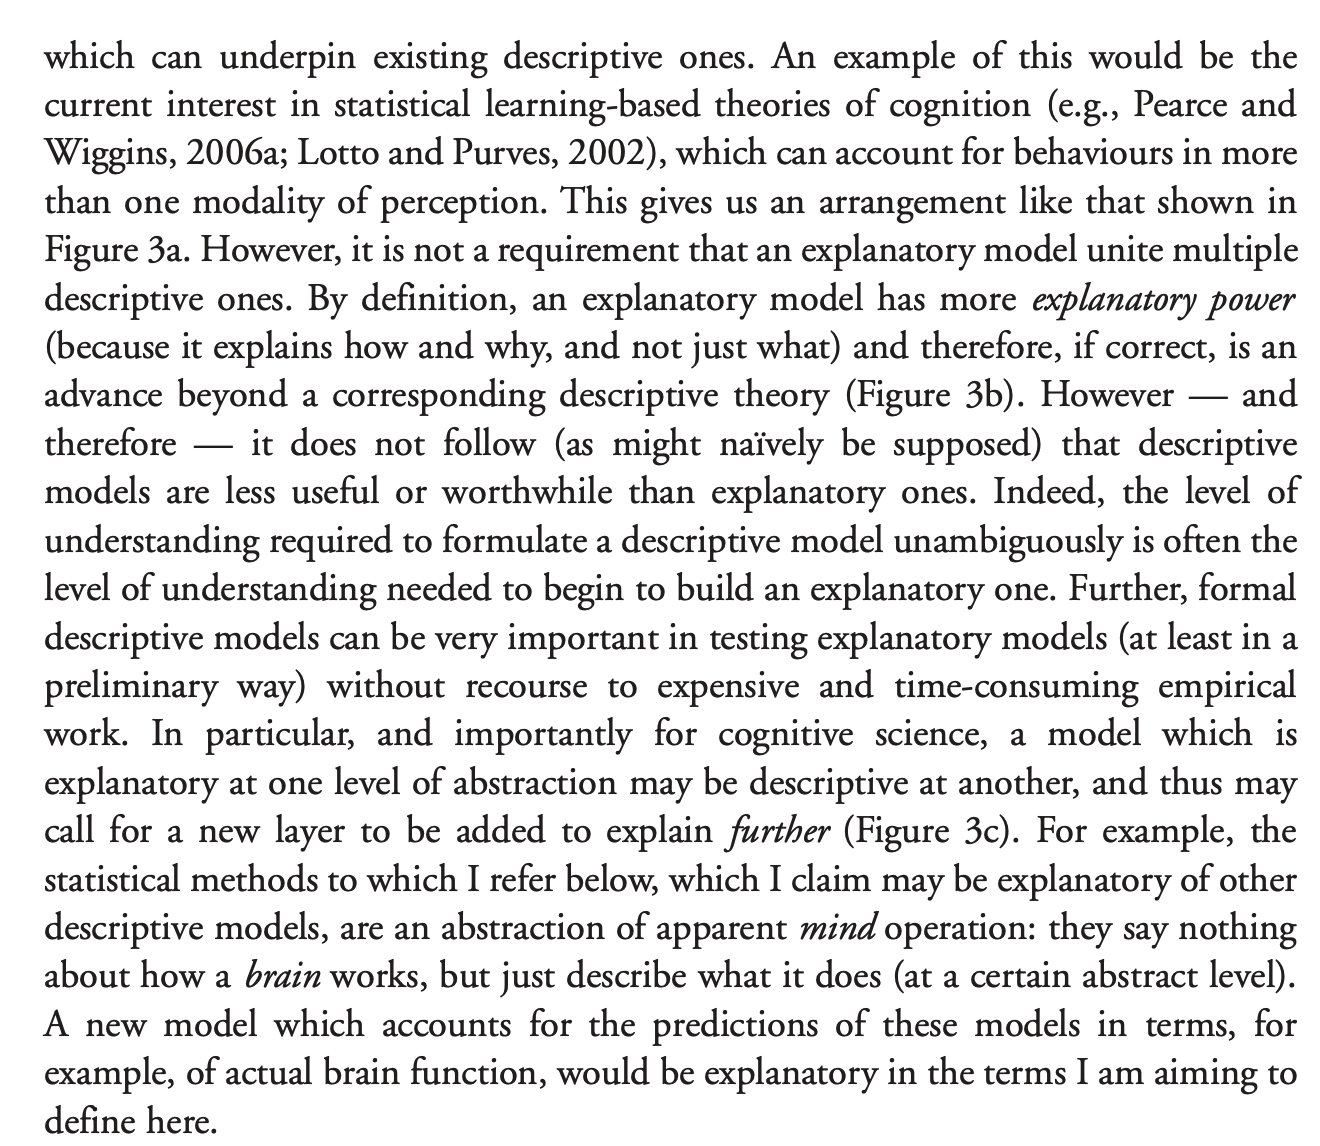 which can underpin existing descriptive ones. An example of this would be the
current interest in statistical learning-based theories of cognition (e.g., Pearce and
Wiggins, 2006a; Lotto and Purves, 2002), which can account for behaviours in more
than one modality of perception. This gives us an arrangement like that shown in
Figure 3a. However, it is not a requirement that an explanatory model unite multiple
descriptive ones. By definition, an explanatory model has more explanatory power
(because it explains how and why, and not just what) and therefore, if correct, is an
advance beyond a corresponding descriptive theory (Figure 3b). However — and
therefore — it does not follow (as might naïvely be supposed) that descriptive
models are less useful or worthwhile than explanatory ones. Indeed, the level of
understanding required to formulate a descriptive model unambiguously is often the
level of understanding needed to begin to build an explanatory one. Further, formal
descriptive models can be very important in testing explanatory models (at least in a
preliminary way) without recourse to expensive and time-consuming empirical
work. In particular, and importantly for cognitive science, a model which is
explanatory at one level of abstraction may be descriptive at another, and thus may
call for a new layer to be added to explain further (Figure 3c). For example, the
statistical methods to which I refer below, which I claim may be explanatory of other
descriptive models, are an abstraction of apparent mind operation: they say nothing
about how a brain works, but just describe what it does (at a certain abstract level).
A new model which accounts for the predictions of these models in terms, for
example, of actual brain function, would be explanatory in the terms I am aiming to
define here.